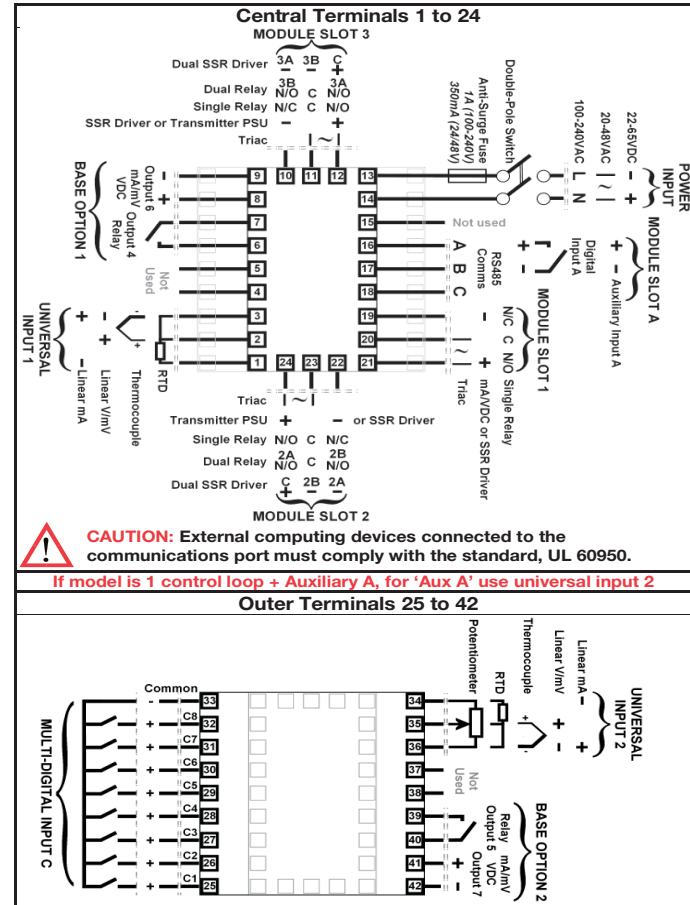 Central Terminals 1 to 24
MODULE SLOT 3
Dual SSR Driver 3A 3B C
− − +
Dual Relay 3B N/O C 3A N/O
Single Relay N/C C N/O
SSR Driver or Transmitter PSU − +
Triac ~
9 10 11 12 13
8 14
7 15
6 16
5 17
4 18
3 19
2 20
1 24 23 22 21
BASE OPTION 1
Output 6
mA/mV
VDC
− +
Output 4
Relay
Not
Used
UNIVERSAL
INPUT 1
+ − − + +
RTD
Thermocouple
Linear V/mV
Linear mA
Anti-Surge Fuse
1A (100-240V)
350mA (24/48V)
Double-Pole Switch
100-240VAC
L N
20-48VAC
~
22-65VDC
− +
POWER
INPUT
Not used
A
B
C
RS485
Comms
+ −
Digital
Input A
+ −
Auxiliary Input A
MODULE SLOT A
MODULE SLOT 1
N/C C N/O Single Relay
− + mA/VDC or SSR Driver
~ Triac
Triac ~
Transmitter PSU + − or SSR Driver
Single Relay N/O C N/C
Dual Relay 2A N/O C 2B N/O
Dual SSR Driver C 2B 2A
+ − −
MODULE SLOT 2
!
CAUTION: External computing devices connected to the
communications port must comply with the standard, UL 60950.
If model is 1 control loop + Auxiliary A, for ‘Aux A’ use universal input 2
Outer Terminals 25 to 42
MULTI-DIGITAL INPUT C
Common
- 33
+ C8 32
+ C7 31
+ C6 30
+ C5 29
+ C4 28
+ C3 27
+ C2 26
+ C1 25
34
35
36
37
38
39
40
41
42
Potentiometer
RTD
Thermocouple
+ -
Linear V/mV
+ −
Linear mA
− +
UNIVERSAL
INPUT 2
Not
Used
Relay
Output 5
mA/mV
VDC
Output 7
+ −
BASE OPTION 2